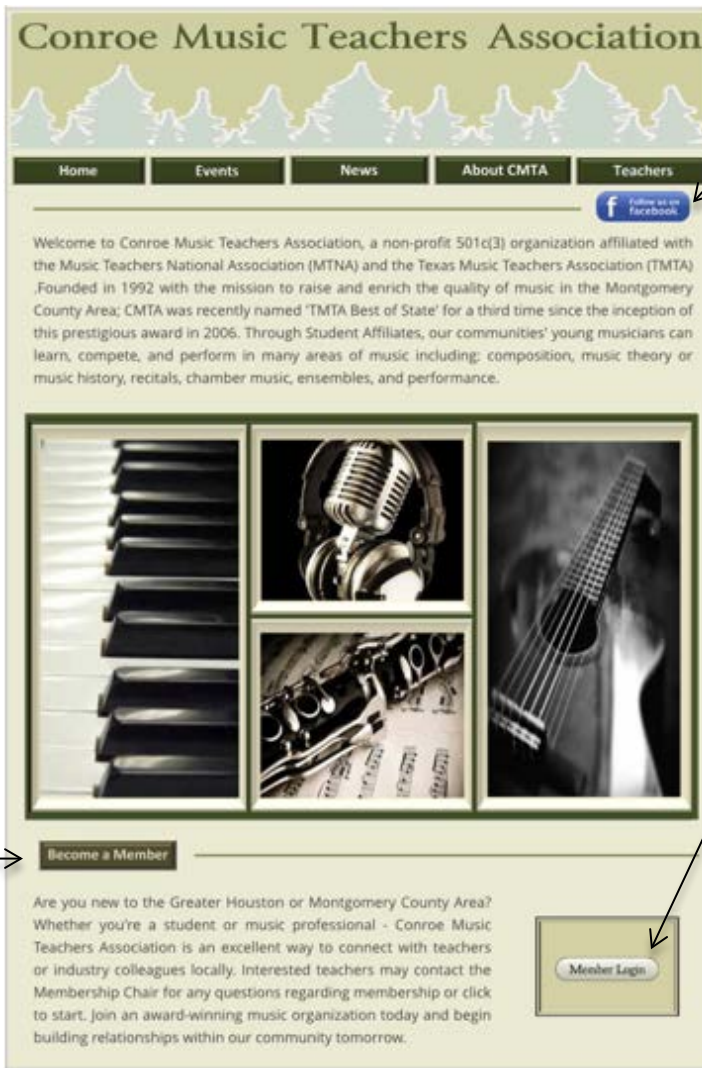 Conroe Music Teachers Association
Home Events News About CMTA Teachers
f Follow us on
facebook
Welcome to Conroe Music Teachers Association, a non-profit 501c(3) organization affiliated with
the Music Teachers National Association (MTNA) and the Texas Music Teachers Association (TMTA)
.Founded in 1992 with the mission to raise and enrich the quality of music in the Montgomery
County Area; CMTA was recently named 'TMTA Best of State' for a third time since the inception of
this prestigious award in 2006. Through Student Affiliates, our communities' young musicians can
learn, compete, and perform in many areas of music including: composition, music theory or
music history, recitals, chamber music, ensembles, and performance.
Become a Member
Are you new to the Greater Houston or Montgomery County Area?
Whether you're a student or music professional - Conroe Music
Teachers Association is an excellent way to connect with teachers
or industry colleagues locally. Interested teachers may contact the
Membership Chair for any questions regarding membership or click
to start. Join an award-winning music organization today and begin
building relationships within our community tomorrow.
Member Login